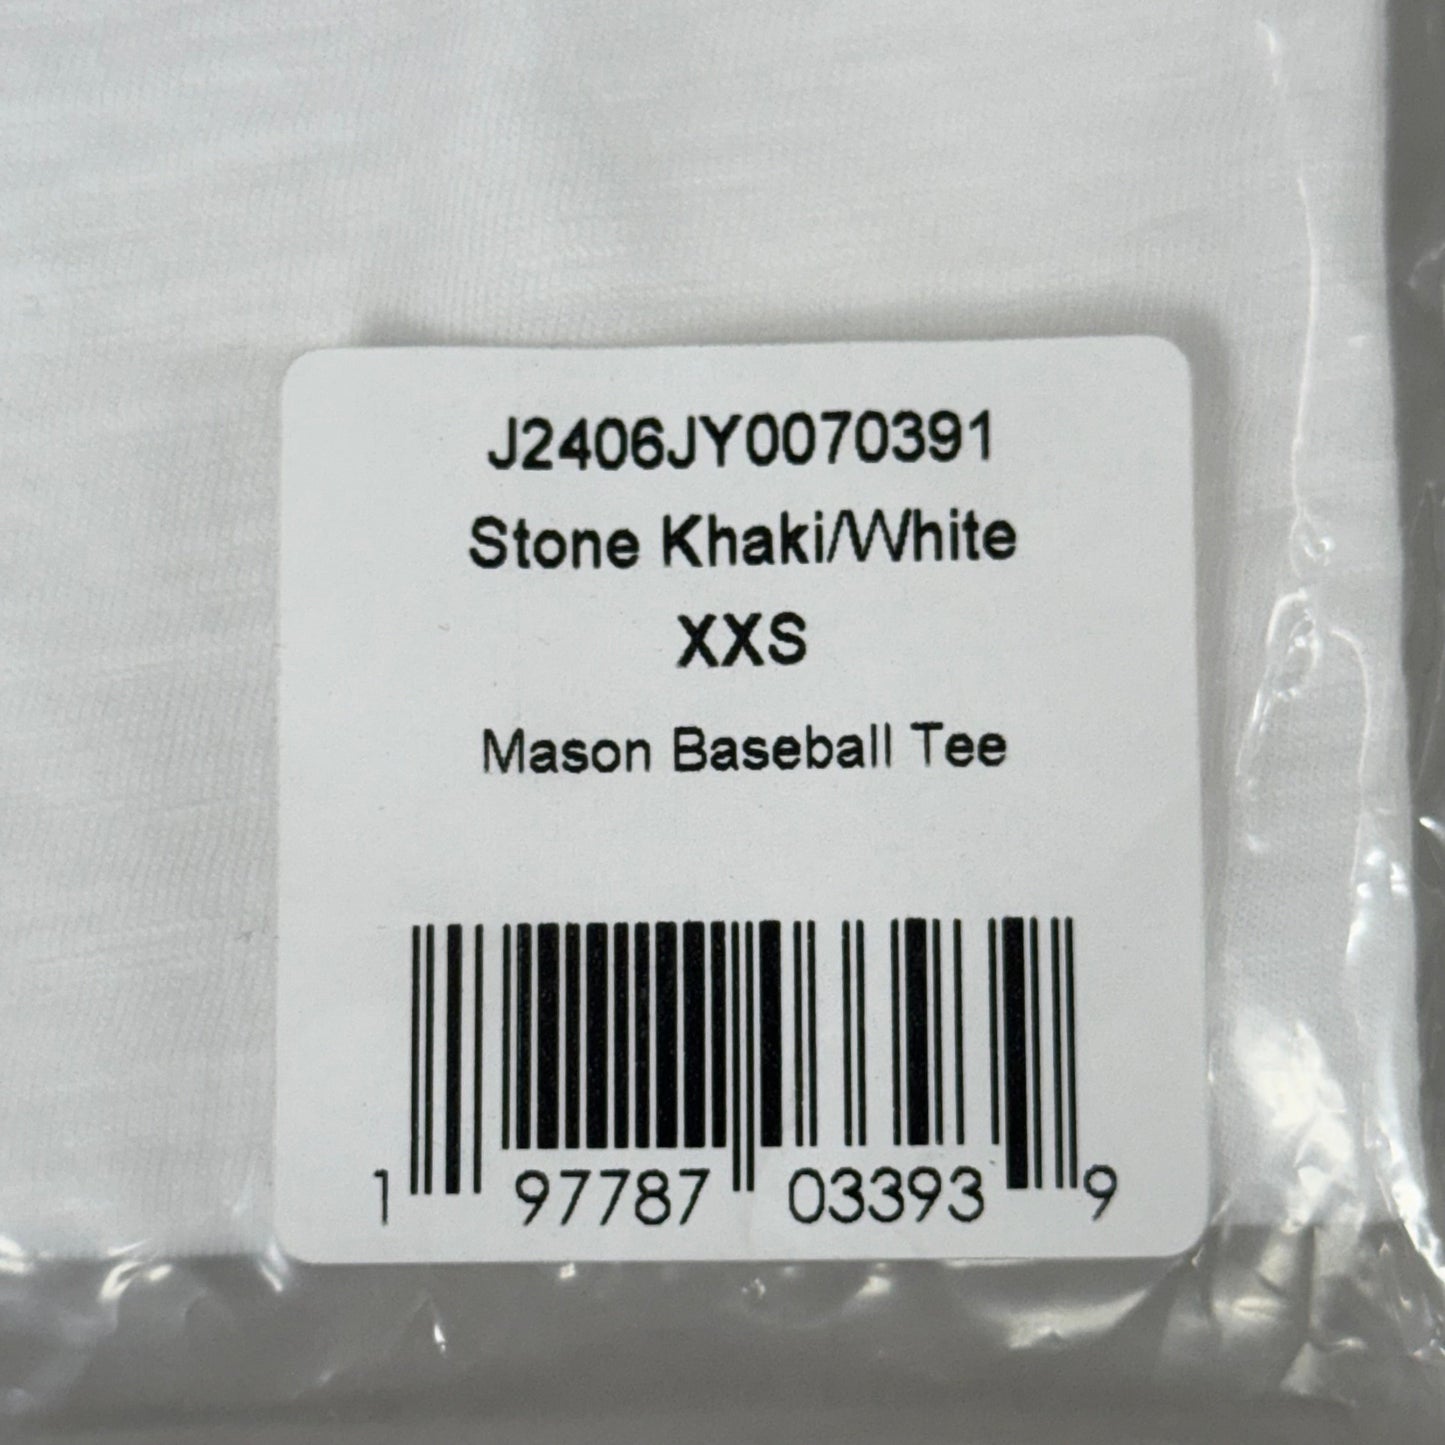 J2406JY0070391
Stone Khaki/White
XXS
Mason Baseball Tee
1 97787 03393 9